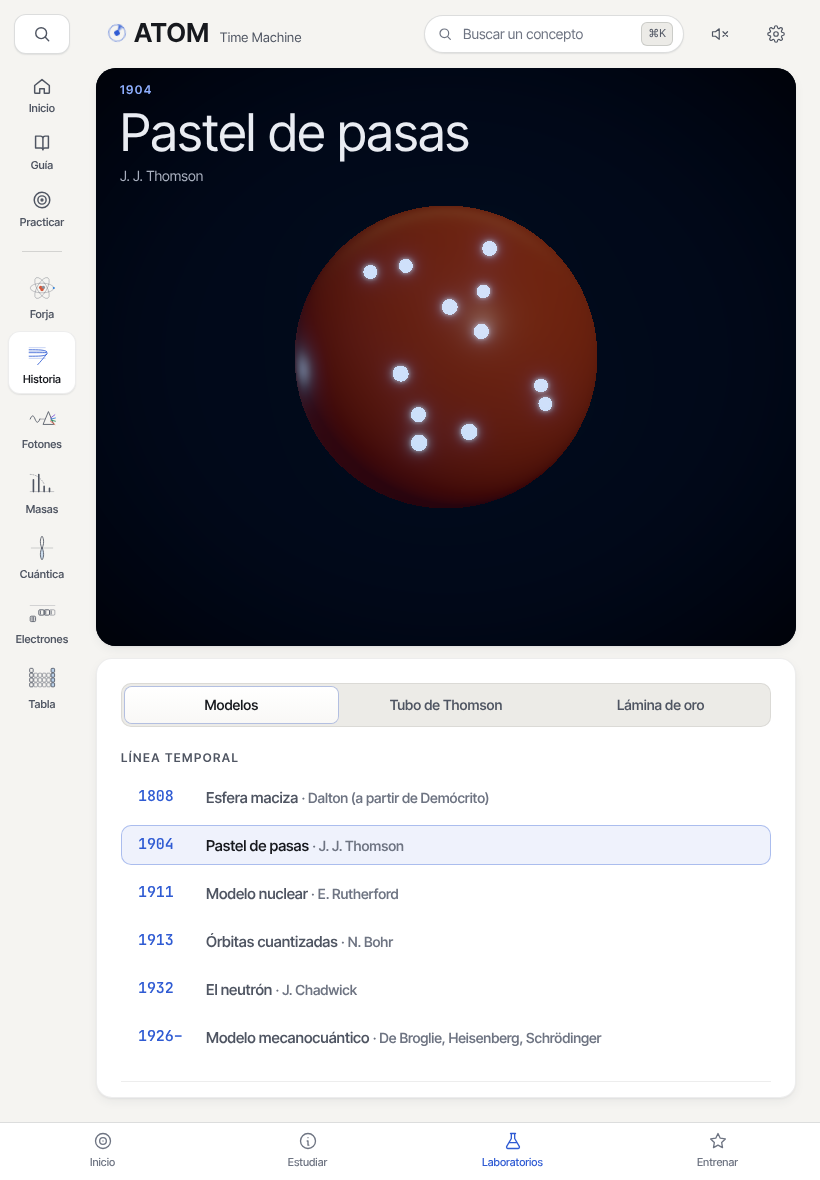 ATOM Time Machine
Buscar un concepto ⌘K
Inicio
Guía
Practicar
Forja
Historia
Fotones
Masas
Cuántica
Electrones
Tabla
1904
Pastel de pasas
J. J. Thomson
Modelos Tubo de Thomson Lámina de oro
LÍNEA TEMPORAL
1808 Esfera maciza · Dalton (a partir de Demócrito)
1904 Pastel de pasas · J. J. Thomson
1911 Modelo nuclear · E. Rutherford
1913 Órbitas cuantizadas · N. Bohr
1932 El neutrón · J. Chadwick
1926– Modelo mecanocuántico · De Broglie, Heisenberg, Schrödinger
Inicio Estudiar Laboratorios Entrenar